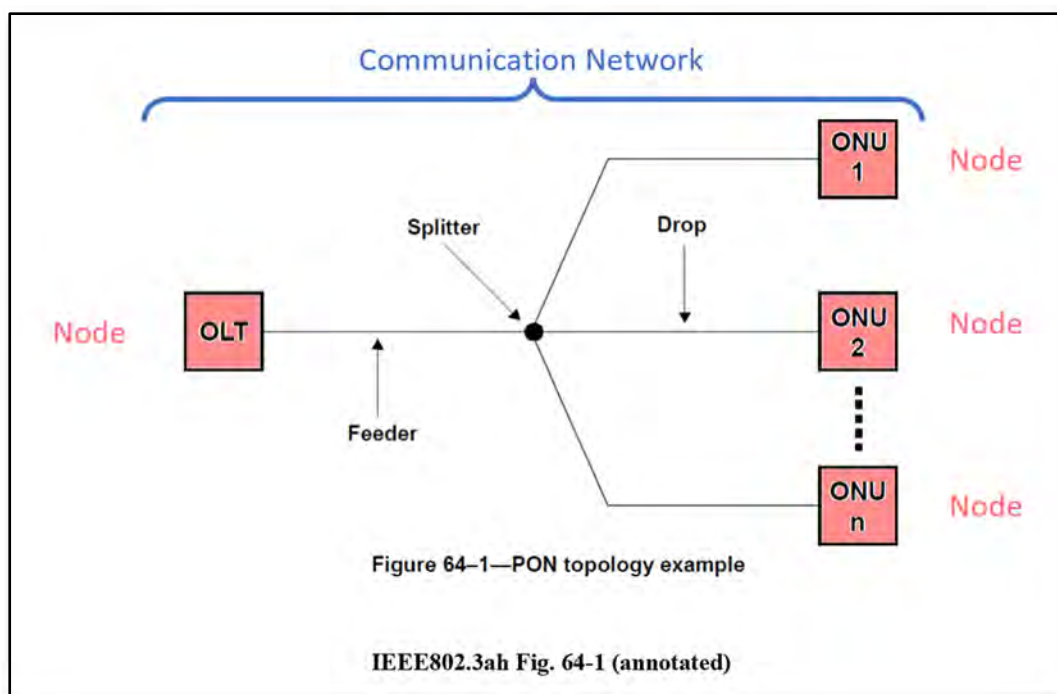 Communication Network
ONU
1
Node
Splitter
Drop
Node
OLT
ONU
2
Node
Feeder
ONU
n
Node
Figure 64–1—PON topology example
IEEE802.3ah Fig. 64-1 (annotated)